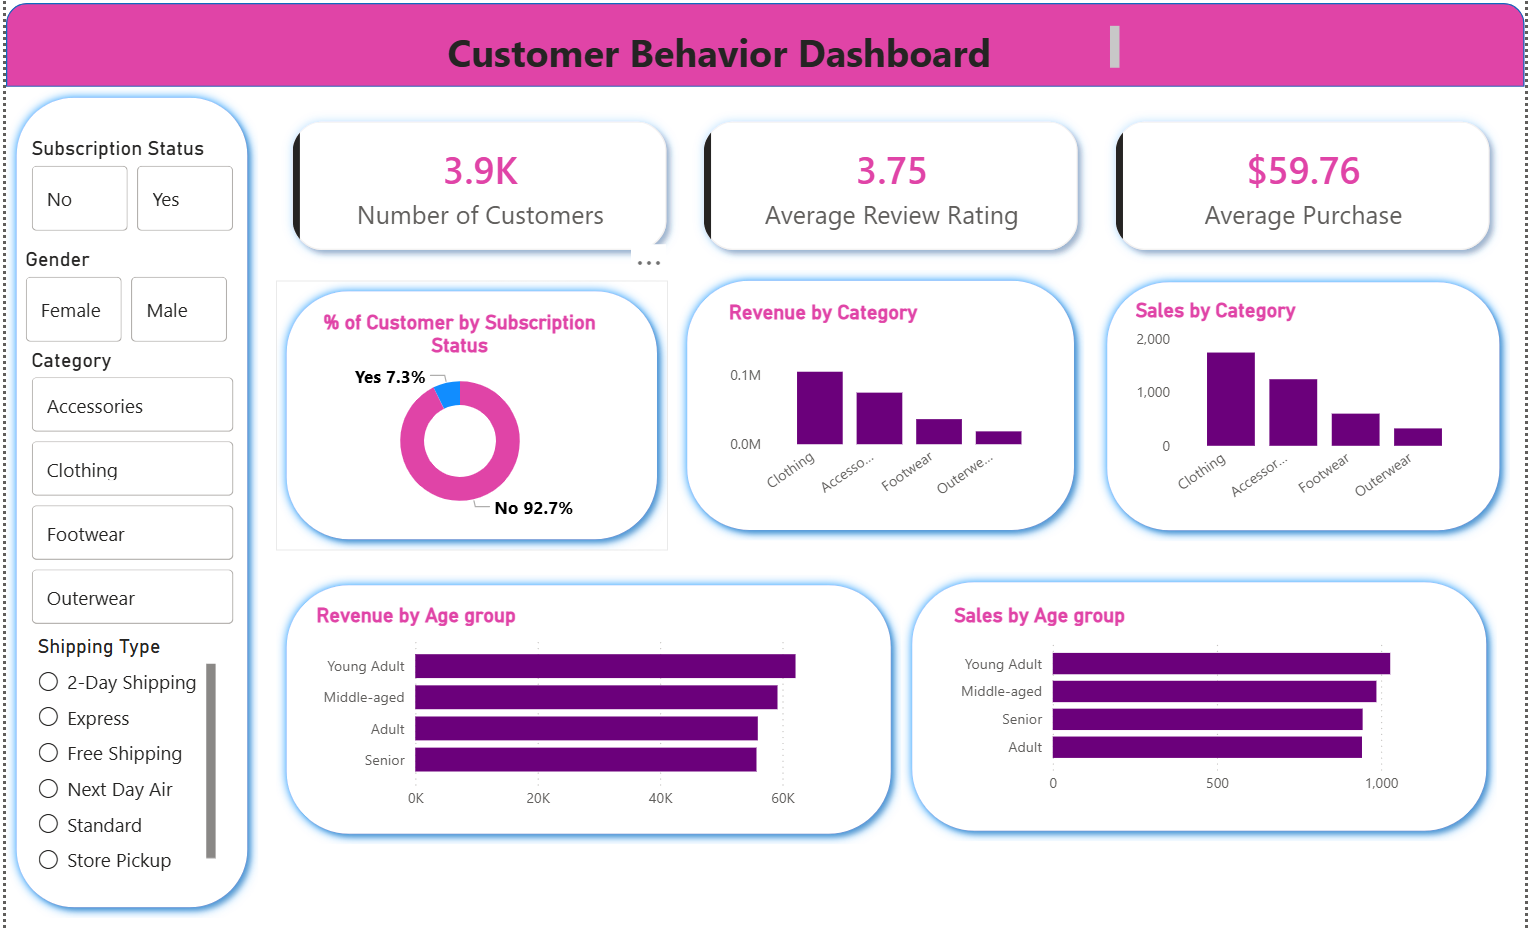 Customer Behavior Dashboard
Subscription Status
No
Yes
Gender
Female
Male
Category
Accessories
Clothing
Footwear
Outerwear
Shipping Type
2-Day Shipping
Express
Free Shipping
Next Day Air
Standard
Store Pickup
3.9K
Number of Customers
3.75
Average Review Rating
$59.76
Average Purchase
...
% of Customer by Subscription
Status
Yes 7.3%
No 92.7%
Revenue by Category
0.1M
0.0M
Clothing
Accesso...
Footwear
Outerwe...
Sales by Category
2,000
1,000
0
Clothing
Accessor...
Footwear
Outerwear
Revenue by Age group
Young Adult
Middle-aged
Adult
Senior
0K
20K
40K
60K
Sales by Age group
Young Adult
Middle-aged
Senior
Adult
0
500
1,000